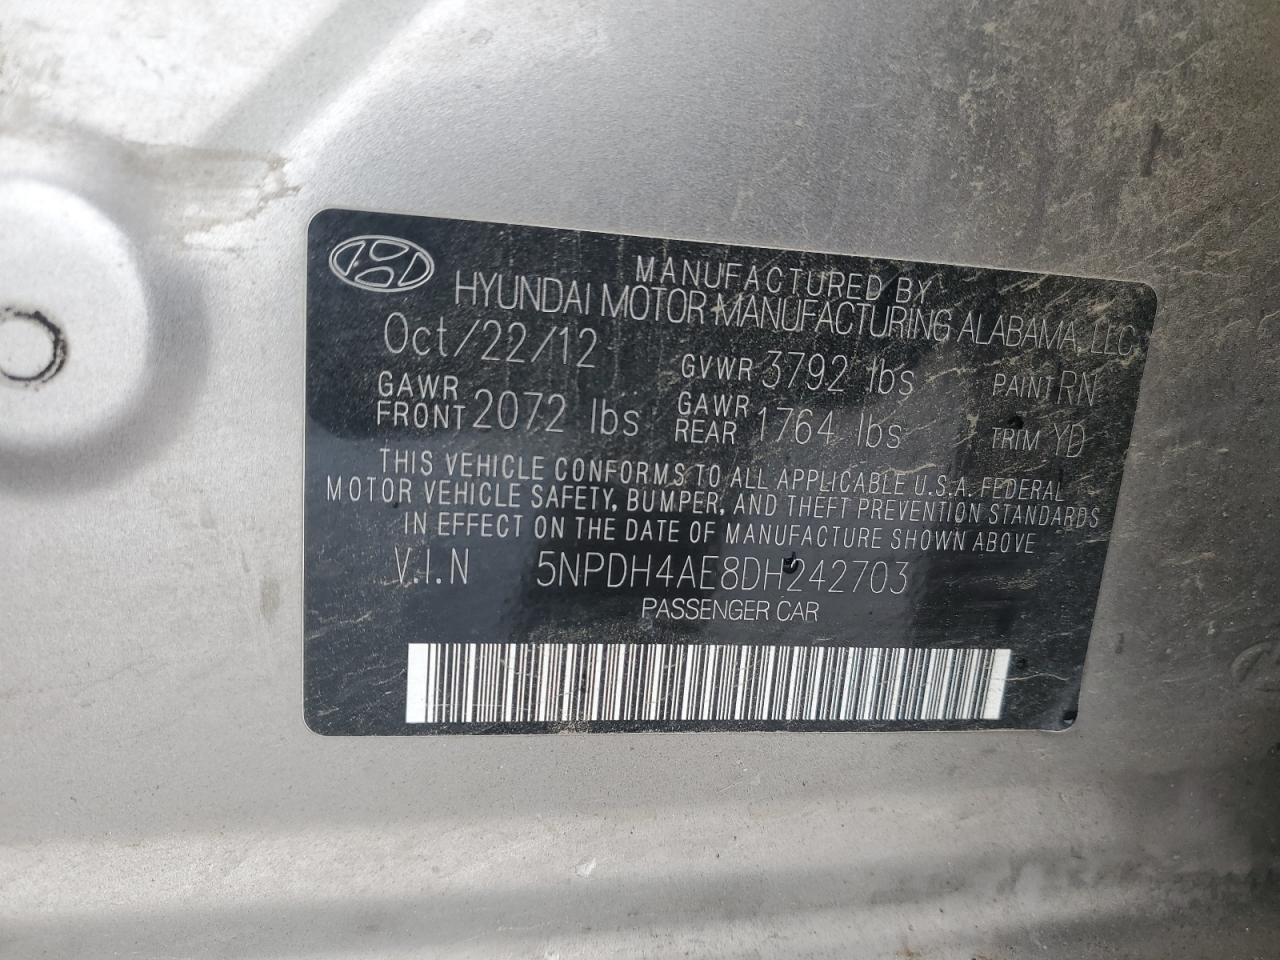 MANUFACTURED BY
HYUNDAI MOTOR MANUFACTURING ALABAMA, LLC
Oct/22/12 GVWR 3792 lbs PAINT RN
GAWR FRONT 2072 lbs GAWR REAR 1764 lbs TRIM YD
THIS VEHICLE CONFORMS TO ALL APPLICABLE U.S.A. FEDERAL
MOTOR VEHICLE SAFETY, BUMPER, AND THEFT PREVENTION STANDARDS
IN EFFECT ON THE DATE OF MANUFACTURE SHOWN ABOVE
V.I.N 5NPDH4AE8DH242703
PASSENGER CAR